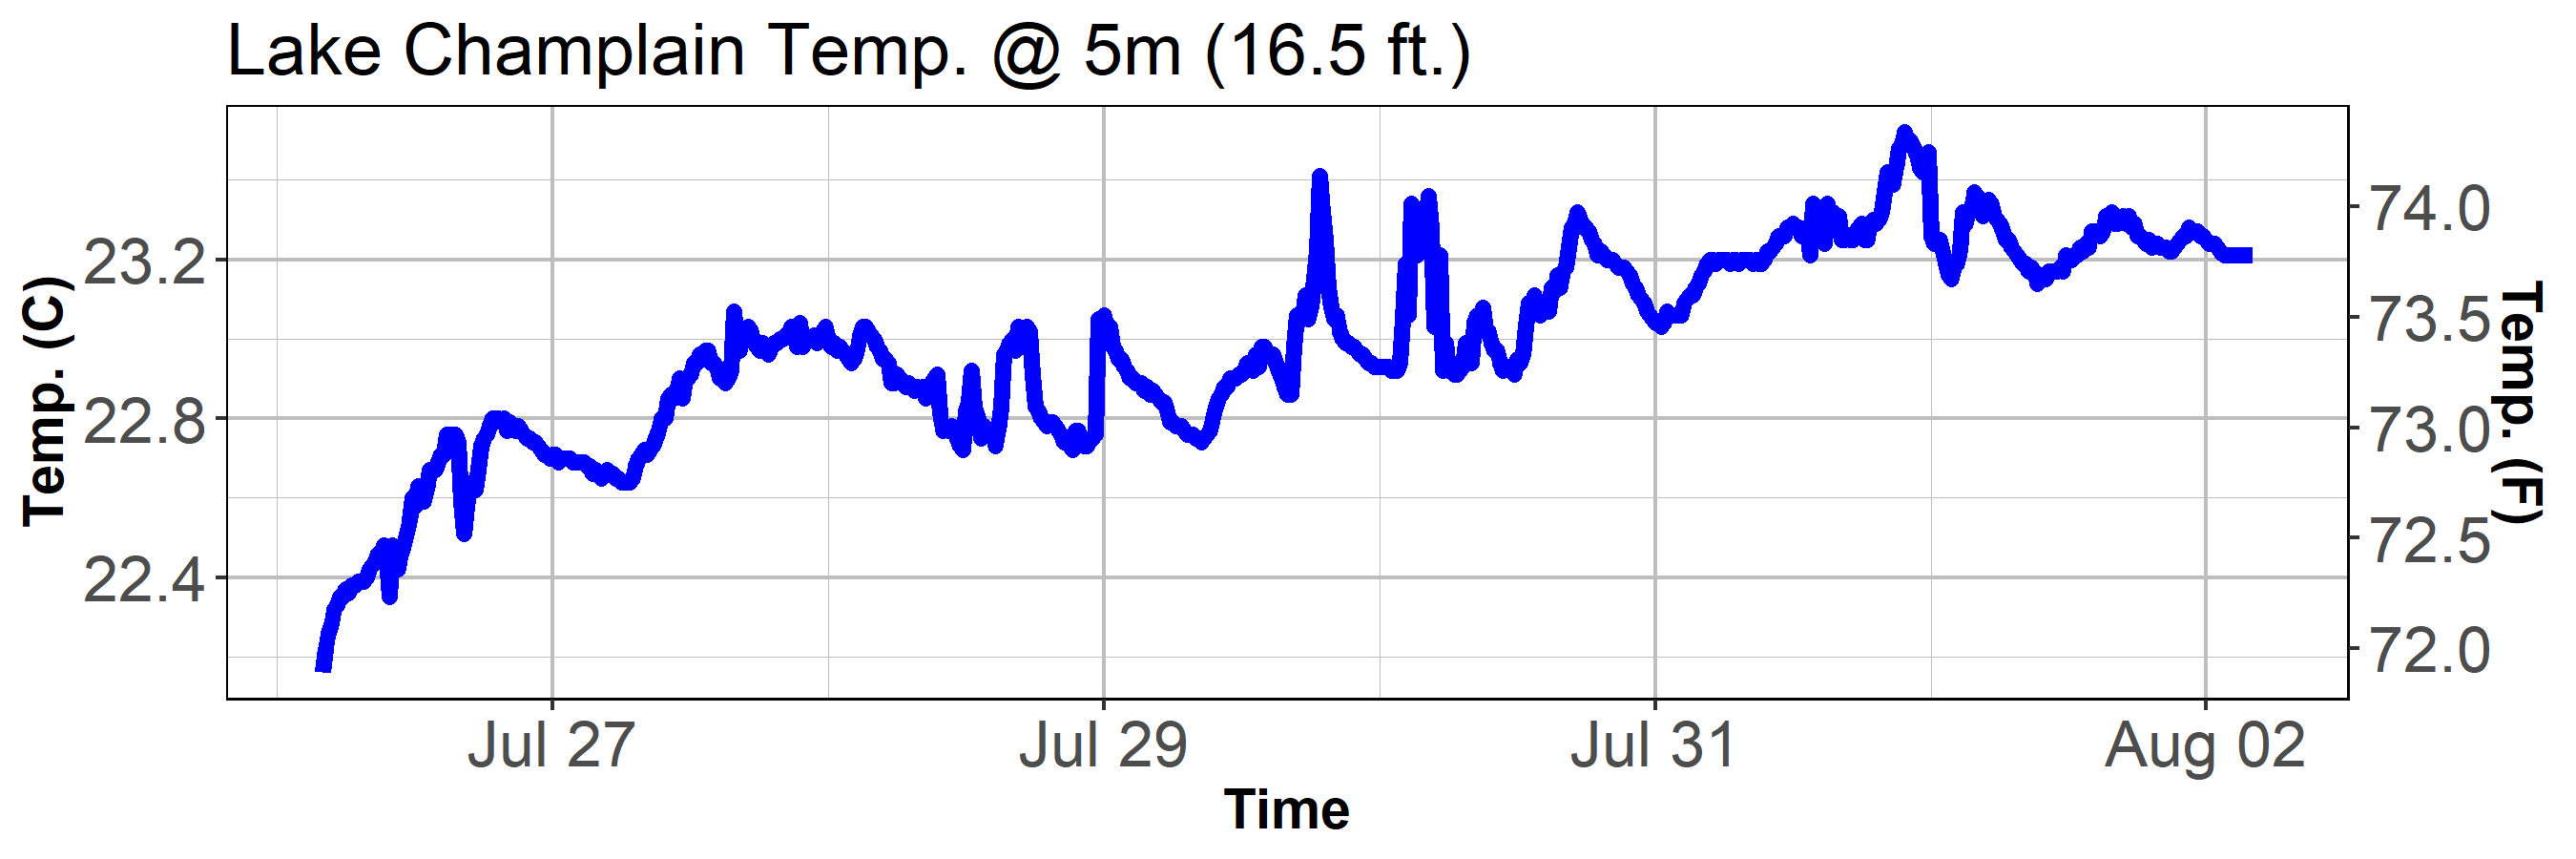 Lake Champlain Temp. @ 5m (16.5 ft.)
Temp. (C)
23.2
22.8
22.4
74.0
73.5
73.0
72.5
72.0
Temp. (F)
Jul 27
Jul 29
Jul 31
Aug 02
Time